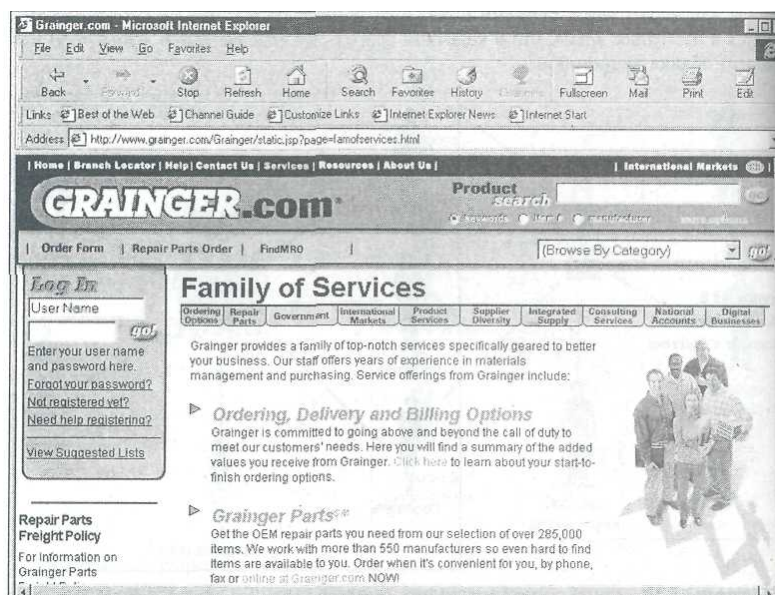 Grainger.com - Microsoft Internet Explorer
File Edit View Go Favorites Help
Back Forward Stop Refresh Home Search Favorites History Channels Fullscreen Mail Print Edit
Links Best of the Web Channel Guide Customize Links Internet Explorer News Internet Start
Address http://www.grainger.com/Grainger/static.jsp?page=famofservices.html
| Home | Branch Locator | Help | Contact Us | Services | Resources | About Us | | International Markets
GRAINGER.com
Product search
go
keywords item # manufacturer more options
| Order Form | Repair Parts Order | FindMRO | (Browse By Category) go!
Log In
User Name
go!
Enter your user name
and password here.
Forgot your password?
Not registered yet?
Need help registering?
View Suggested Lists
Repair Parts
Freight Policy
For Information on
Grainger Parts
Family of Services
Ordering Options Repair Parts Government International Markets Product Services Supplier Diversity Integrated Supply Consulting Services National Accounts Digital Businesses
Grainger provides a family of top-notch services specifically geared to better
your business. Our staff offers years of experience in materials
management and purchasing. Service offerings from Grainger include:
Ordering, Delivery and Billing Options
Grainger is committed to going above and beyond the call of duty to
meet our customers' needs. Here you will find a summary of the added
values you receive from Grainger. Click here to learn about your start-to-
finish ordering options.
Grainger Parts
Get the OEM repair parts you need from our selection of over 285,000
items. We work with more than 550 manufacturers so even hard to find
items are available to you. Order when it's convenient for you, by phone,
fax or online at Grainger.com NOW!